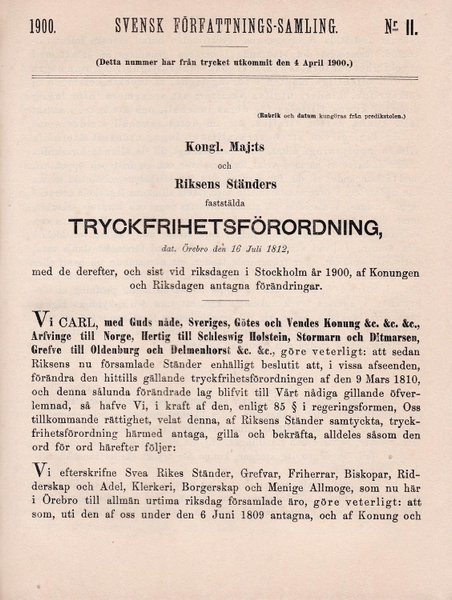 1900. SVENSK FÖRFATTNINGS-SAMLING. Nr 11.
(Detta nummer har från trycket utkommit den 4 April 1900.)
(Rubrik och datum kungöras från predikstolen.)
Kongl. Maj:ts
och
Riksens Ständers
faststälda
TRYCKFRIHETSFÖRORDNING,
dat. Örebro den 16 Juli 1812,
med de derefter, och sist vid riksdagen i Stockholm år 1900, af Konungen
och Riksdagen antagna förändringar.
Vi CARL, med Guds nåde, Sveriges, Götes och Vendes Konung &c. &c. &c.,
Arfvinge till Norge, Hertig till Schleswig Holstein, Stormarn och Ditmarsen,
Grefve till Oldenburg och Delmenhorst &c. &c., göre veterligt: att sedan
Riksens nu församlade Ständer enhälligt beslutit att, i vissa afseenden,
förändra den hittills gällande tryckfrihetsförordningen af den 9 Mars 1810,
och denna sålunda förändrade lag blifvit till Vårt nådiga gillande öfver-
lemnad, så hafve Vi, i kraft af den, enligt 85 § i regeringsformen, Oss
tillkommande rättighet, velat denna, af Riksens Ständer samtyckta, tryck-
frihetsförordning härmed antaga, gilla och bekräfta, alldeles såsom den
ord för ord härefter följer:
Vi efterskrifne Svea Rikes Ständer, Grefvar, Friherrar, Biskopar, Rid-
derskap och Adel, Klerkeri, Borgerskap och Menige Allmoge, som nu här
i Örebro till allmän urtima riksdag församlade äro, göre veterligt: att
som, uti den af oss under den 6 Juni 1809 antagna, och af Konung och